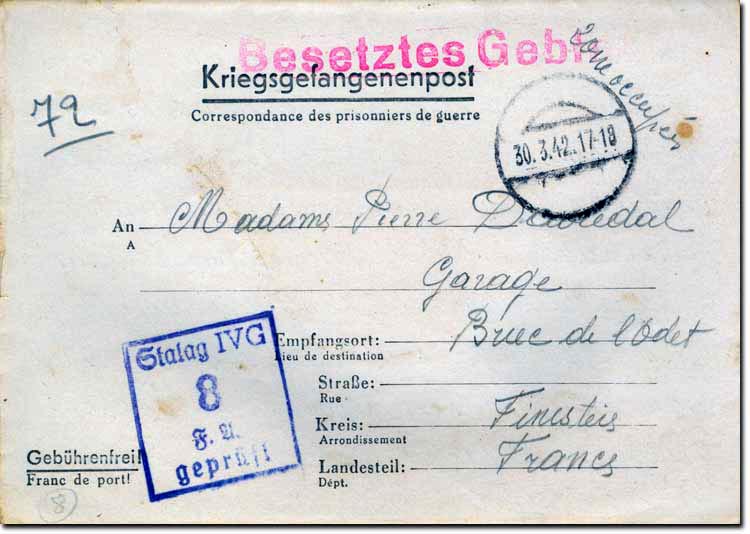 Besetztes Gebie
Zone occupée
Kriegsgefangenenpost
72
Correspondance des prisonniers de guerre
30.3.42.17-18
An Madame Pierre
A
Garage
Stalag IVG
8
F. A.
geprüft
Empfangsort: Briec de l'Odet
Lieu de destination
Straße:
Rue
Kreis: Finistère
Arrondissement
Landesteil: France
Dépt.
Gebührenfrei!
Franc de port!
8